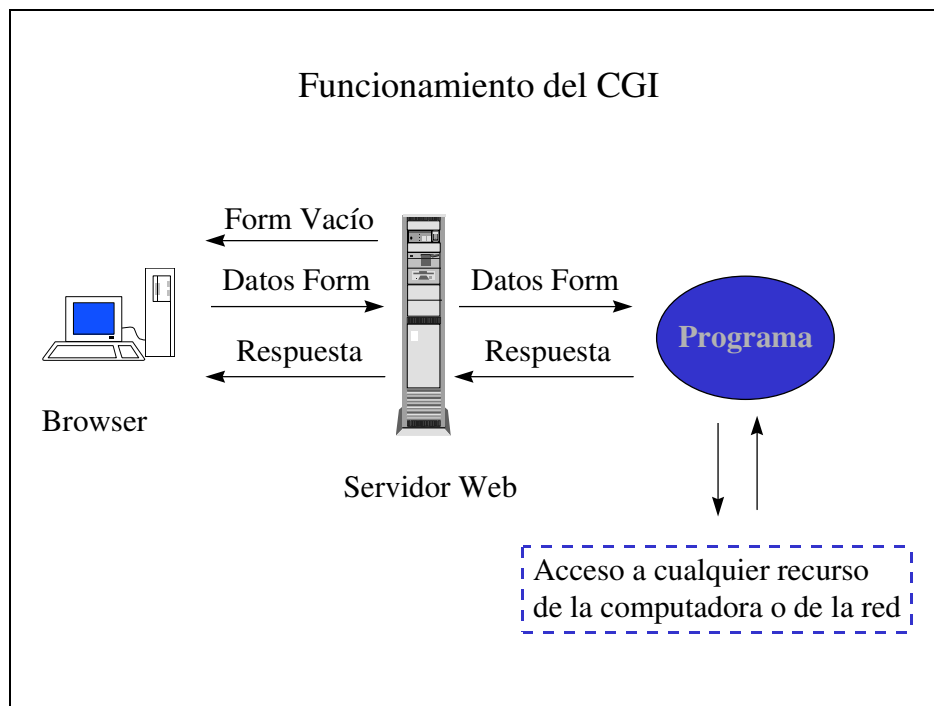 Funcionamiento del CGI
Form Vacío
Datos Form
Datos Form
Respuesta
Respuesta
Programa
Browser
Servidor Web
Acceso a cualquier recurso
de la computadora o de la red